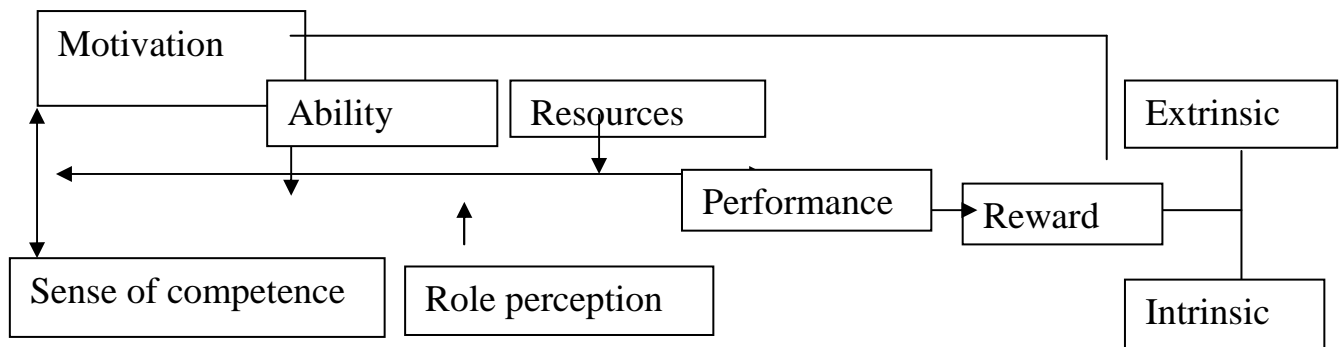 Motivation
Ability
Resources
Extrinsic
Performance
Reward
Sense of competence
Role perception
Intrinsic